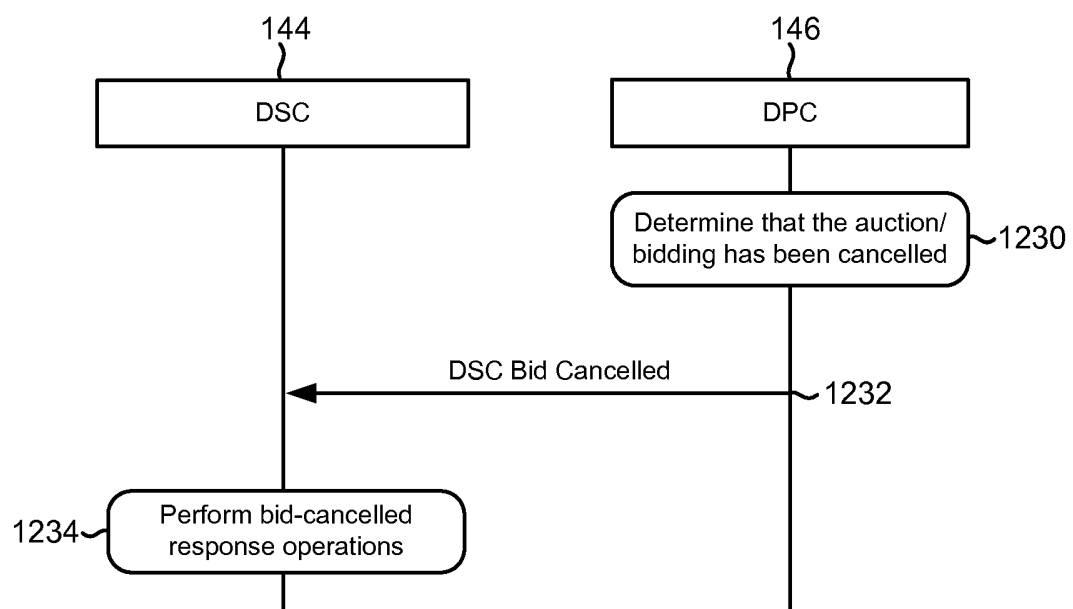 144
146
DSC
DPC
Determine that the auction/
bidding has been cancelled
1230
DSC Bid Cancelled
1232
Perform bid-cancelled
response operations
1234